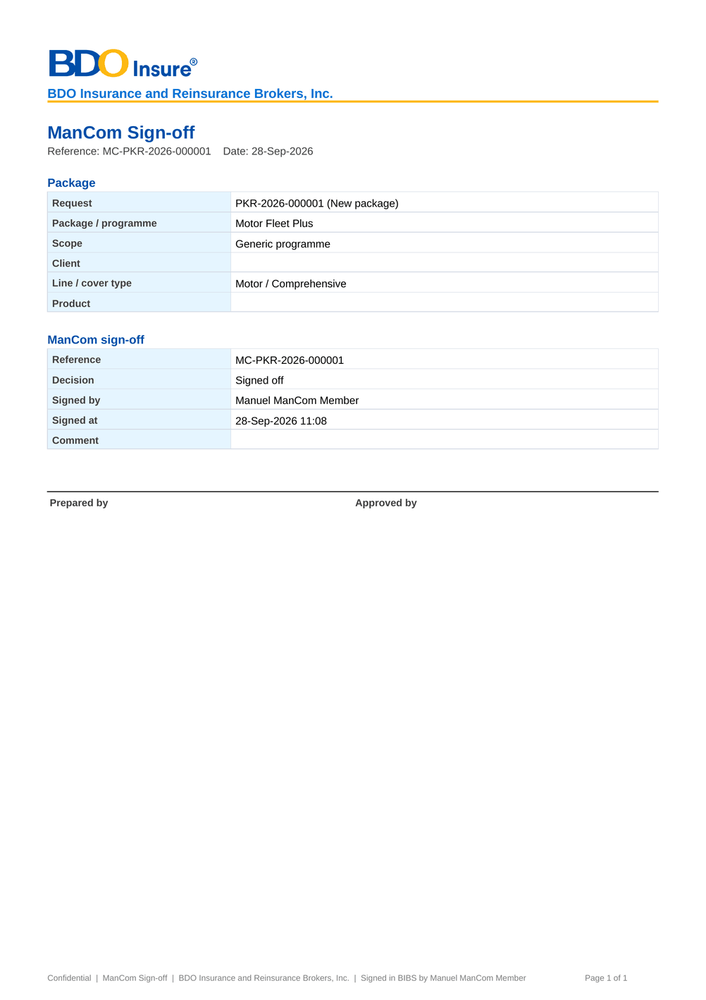 BDO Insure®
BDO Insurance and Reinsurance Brokers, Inc.
ManCom Sign-off
Reference: MC-PKR-2026-000001    Date: 28-Sep-2026
Package
Request    PKR-2026-000001 (New package)
Package / programme    Motor Fleet Plus
Scope    Generic programme
Client
Line / cover type    Motor / Comprehensive
Product
ManCom sign-off
Reference    MC-PKR-2026-000001
Decision    Signed off
Signed by    Manuel ManCom Member
Signed at    28-Sep-2026 11:08
Comment
Prepared by    Approved by
Confidential | ManCom Sign-off | BDO Insurance and Reinsurance Brokers, Inc. | Signed in BIBS by Manuel ManCom Member    Page 1 of 1